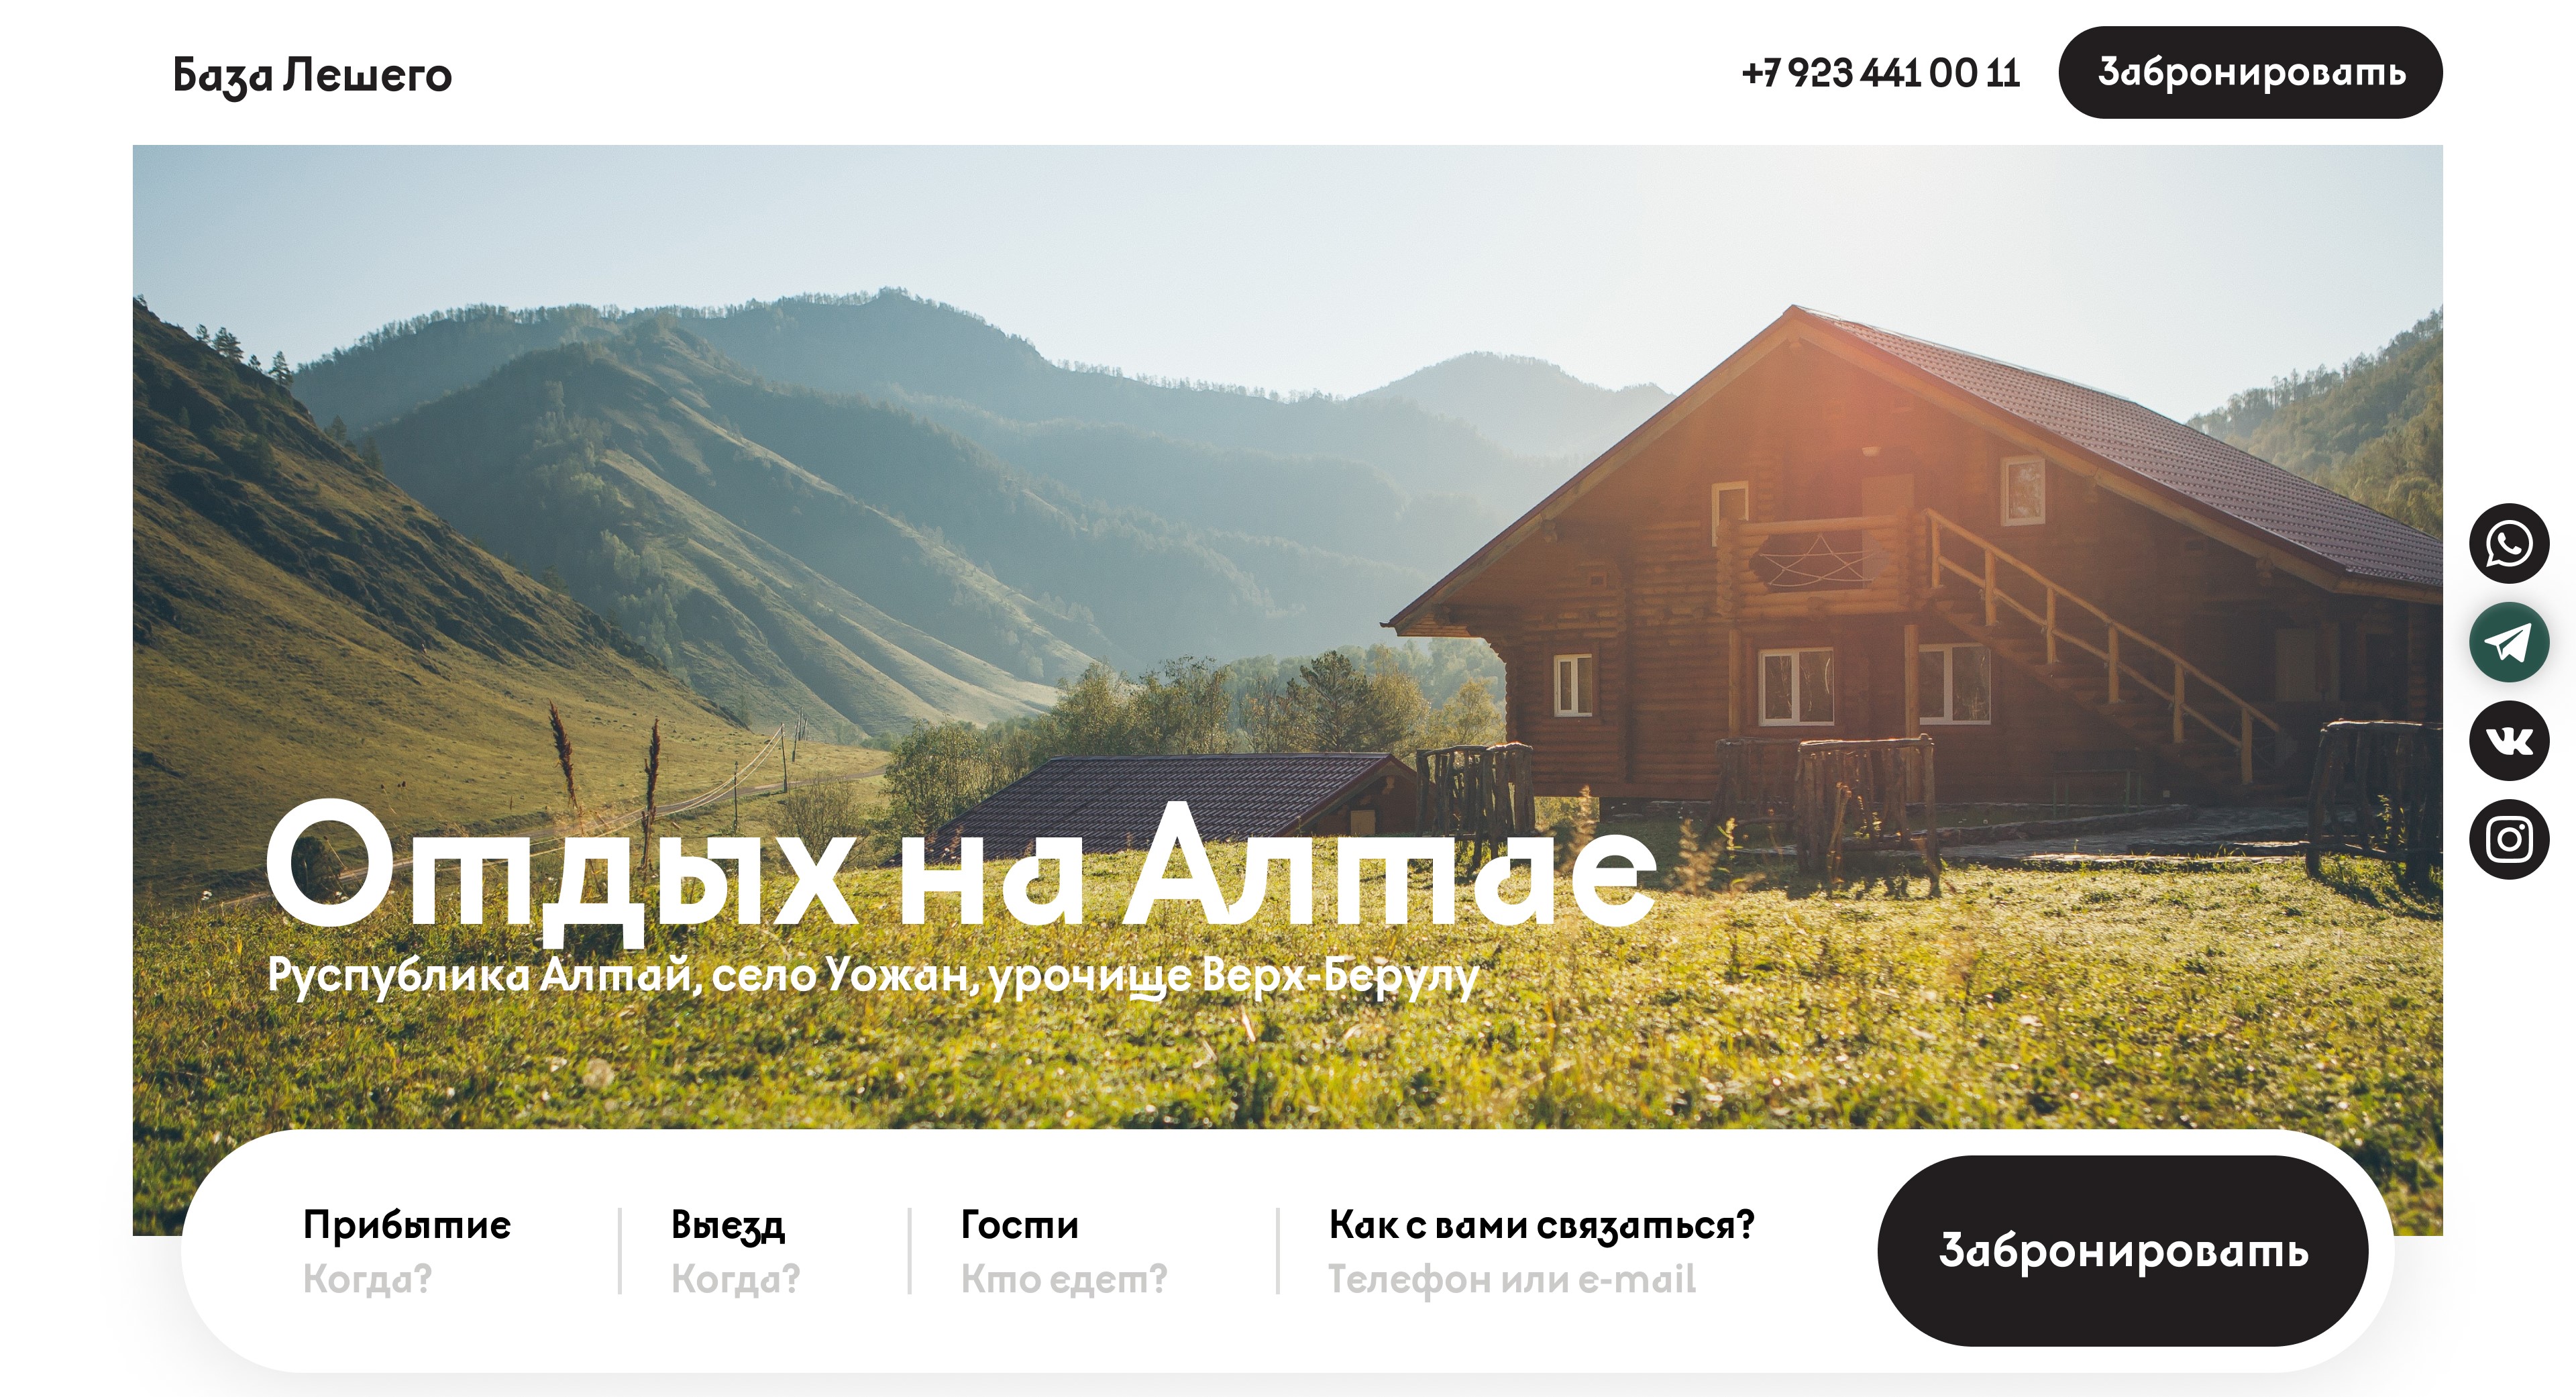 База Лешего
+7 923 441 00 11
Забронировать
Отдых на Алтае
Руспублика Алтай, село Уожан, урочище Верх-Берулу
Прибытие
Когда?
Выезд
Когда?
Гости
Кто едет?
Как с вами связаться?
Телефон или e-mail
Забронировать